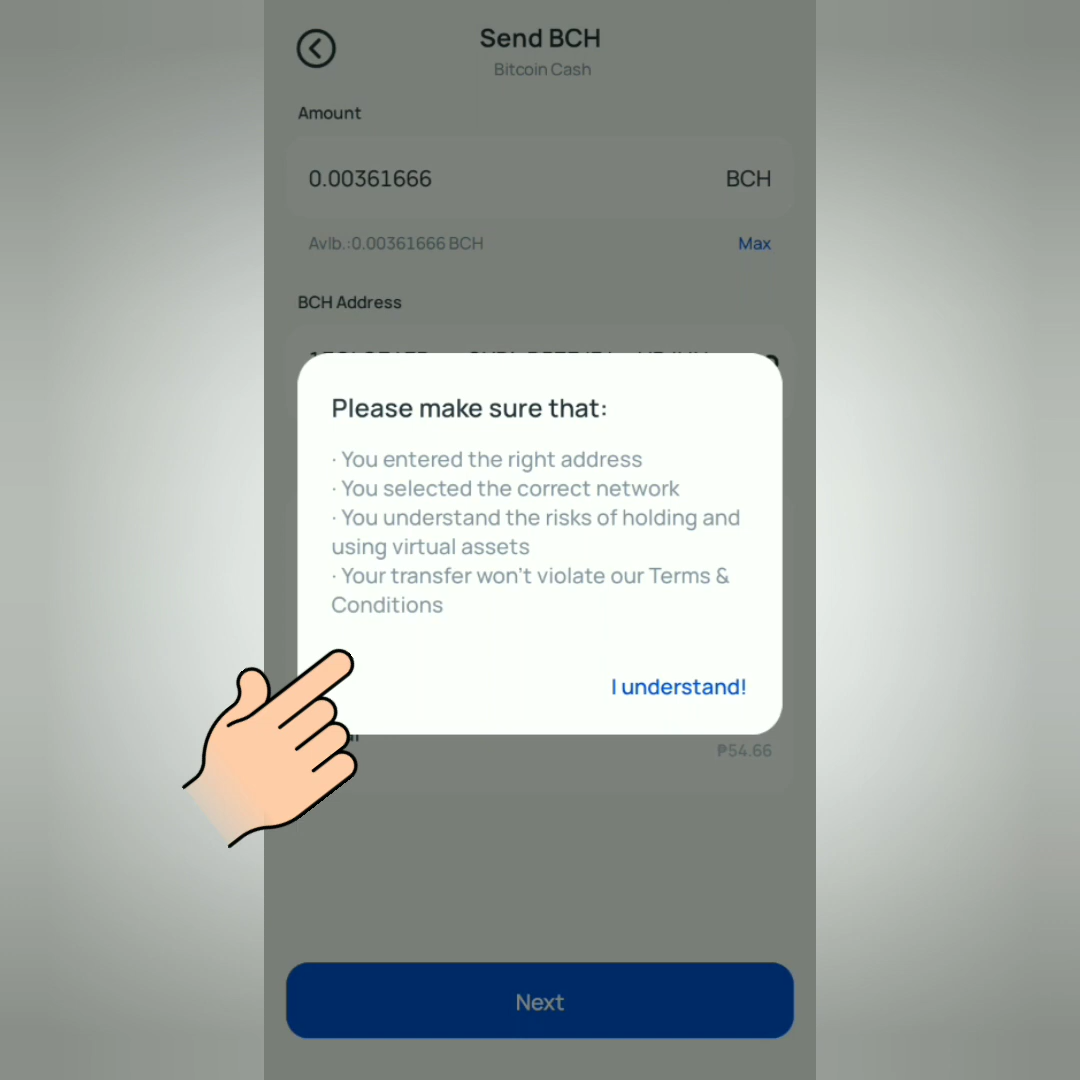 Send BCH
Bitcoin Cash
Amount
0.00361666 BCH
Avlb.:0.00361666 BCH Max
BCH Address
Please make sure that:
· You entered the right address
· You selected the correct network
· You understand the risks of holding and
using virtual assets
· Your transfer won't violate our Terms &
Conditions
I understand!
₱54.66
Next